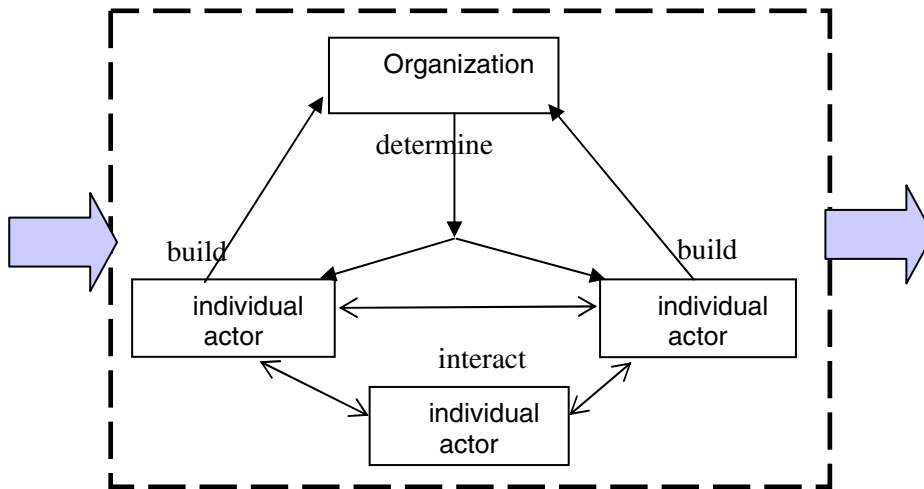 Organization
determine
build
build
individual
actor
individual
actor
interact
individual
actor